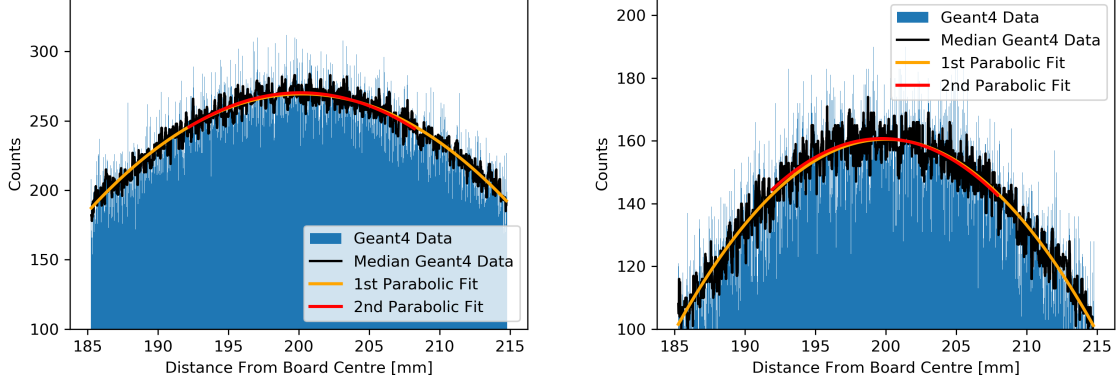 300
250
200
150
100
Counts
Geant4 Data
Median Geant4 Data
1st Parabolic Fit
2nd Parabolic Fit
185 190 195 200 205 210 215
Distance From Board Centre [mm]
200
180
160
140
120
100
Counts
Geant4 Data
Median Geant4 Data
1st Parabolic Fit
2nd Parabolic Fit
185 190 195 200 205 210 215
Distance From Board Centre [mm]